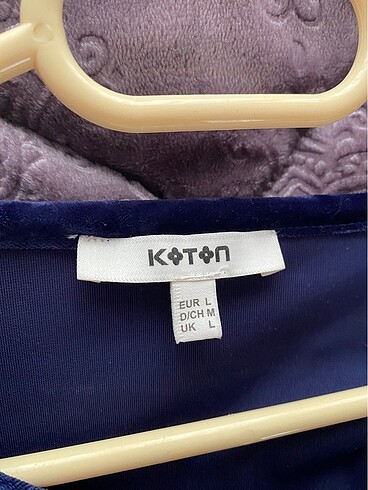 KOTON
EUR L
D/CH M
UK L